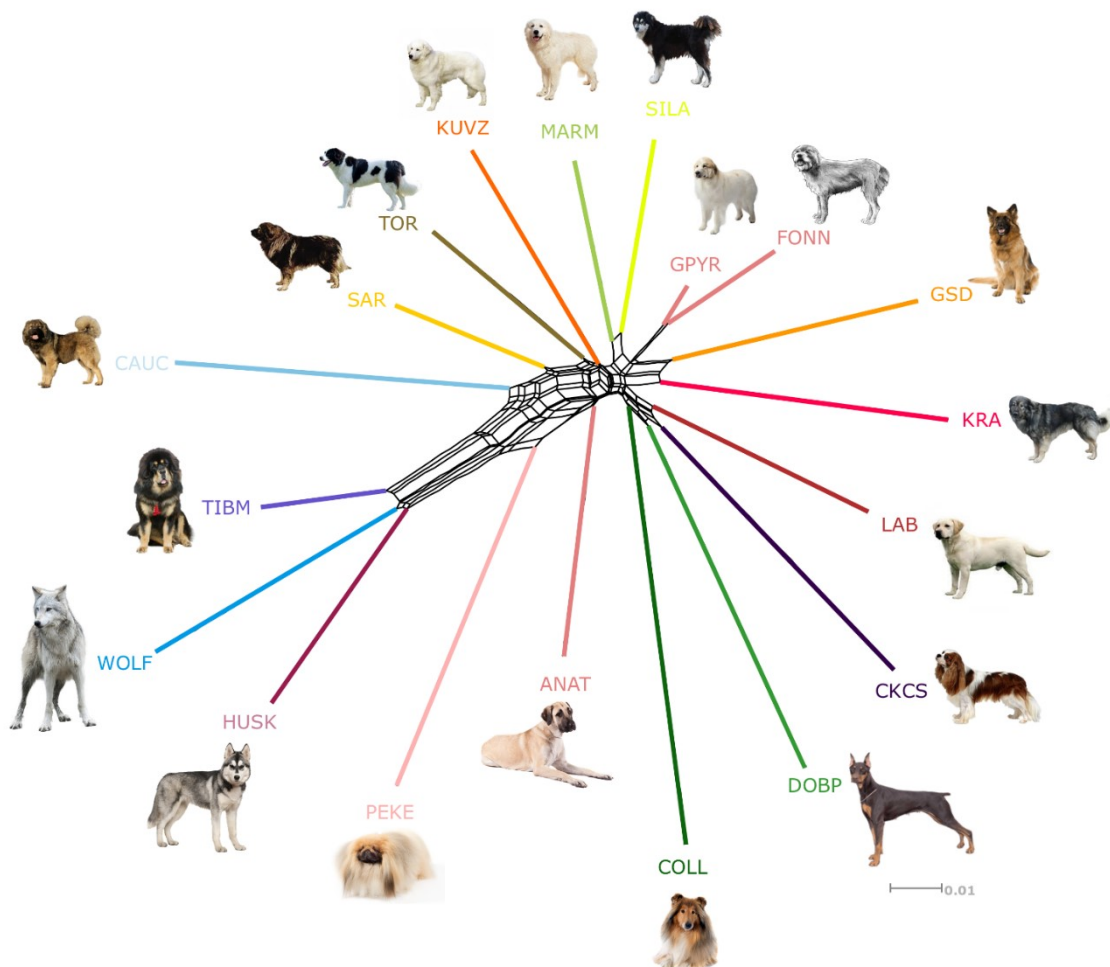 SILA
KUVZ
MARM
TOR
FONN
GPYR
SAR
GSD
CAUC
KRA
TIBM
LAB
WOLF
ANAT
CKCS
HUSK
DOBP
PEKE
COLL
0.01